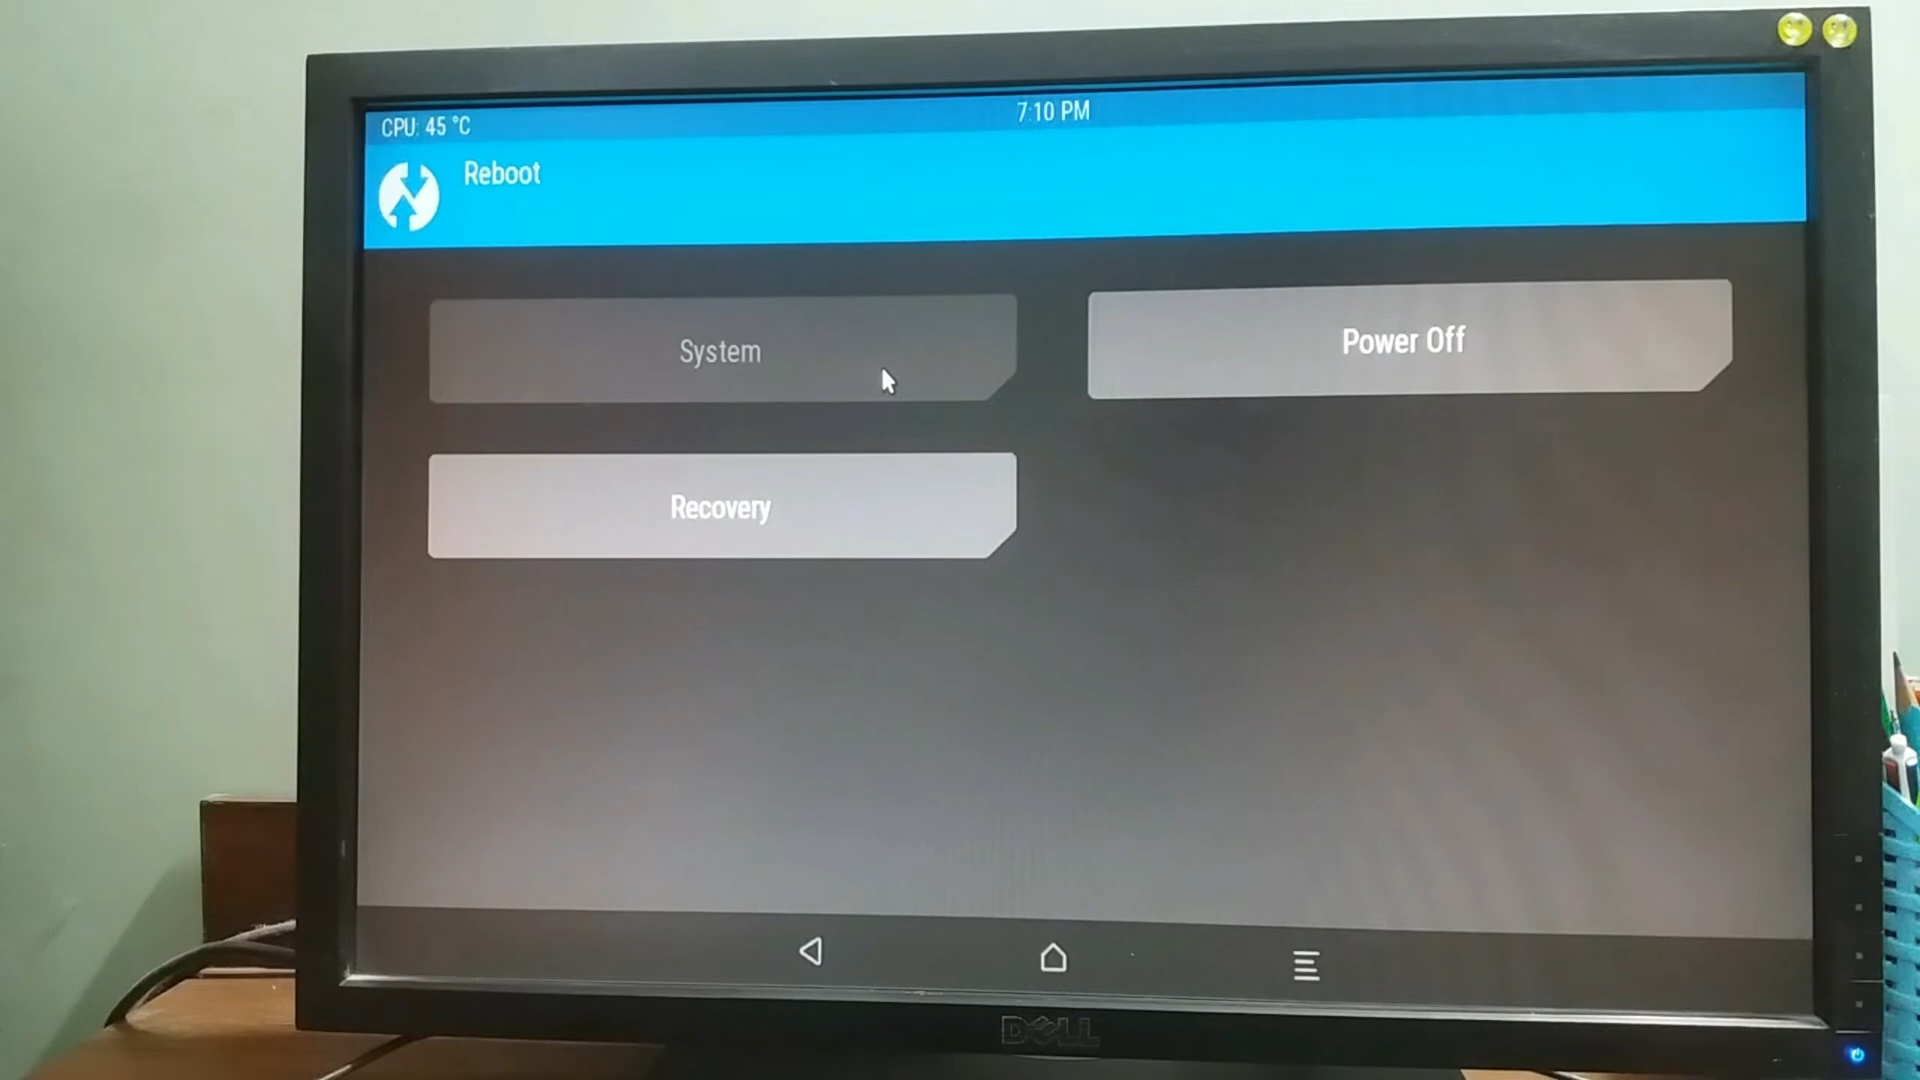 CPU: 45 °C
7:10 PM
Reboot
System
Power Off
Recovery
DELL